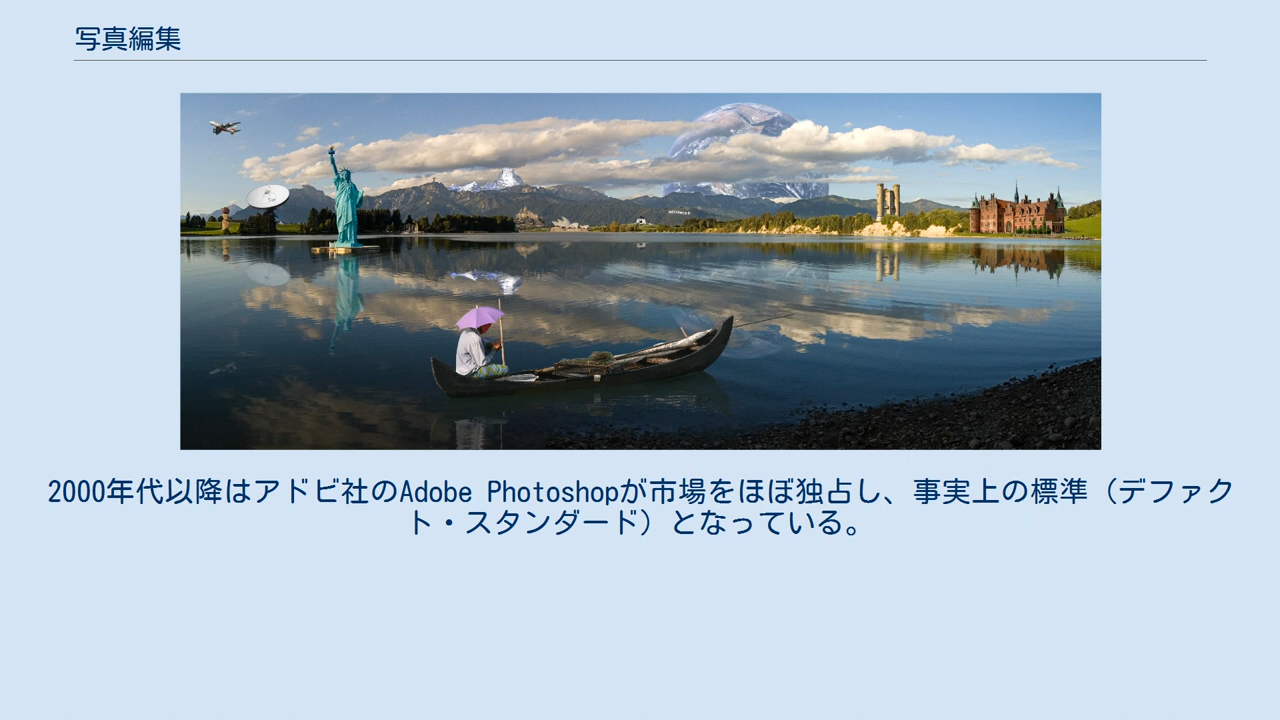 写真編集
2000年代以降はアドビ社のAdobe Photoshopが市場をほぼ独占し、事実上の標準（デファク
ト・スタンダード）となっている。